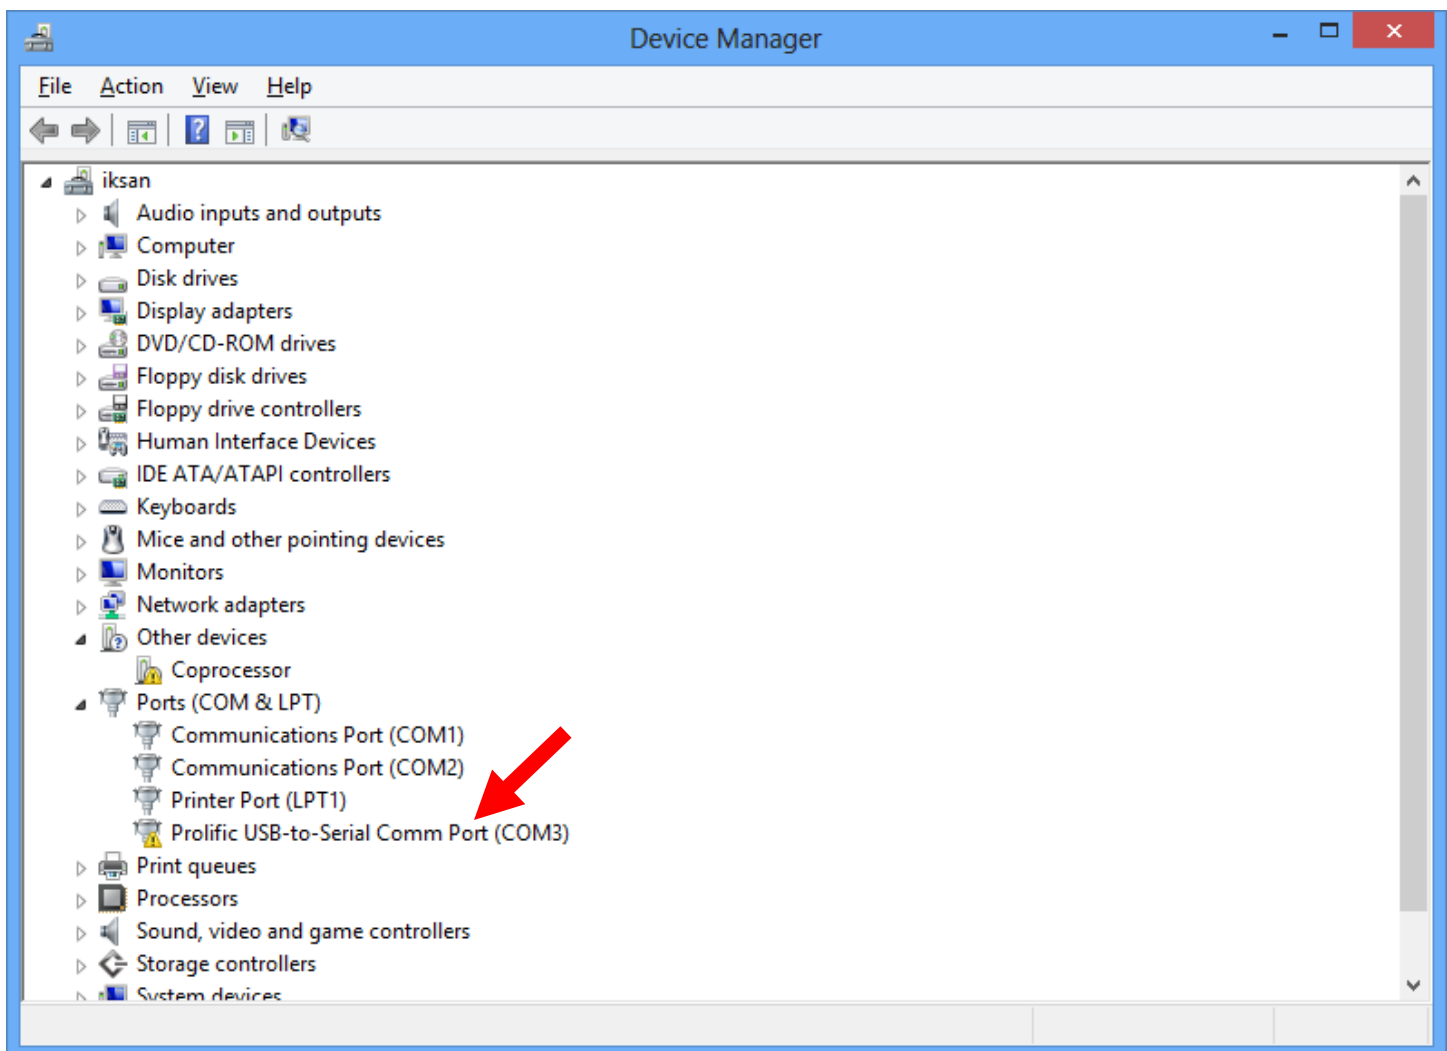 Device Manager
File Action View Help
iksan
Audio inputs and outputs
Computer
Disk drives
Display adapters
DVD/CD-ROM drives
Floppy disk drives
Floppy drive controllers
Human Interface Devices
IDE ATA/ATAPI controllers
Keyboards
Mice and other pointing devices
Monitors
Network adapters
Other devices
Coprocessor
Ports (COM & LPT)
Communications Port (COM1)
Communications Port (COM2)
Printer Port (LPT1)
Prolific USB-to-Serial Comm Port (COM3)
Print queues
Processors
Sound, video and game controllers
Storage controllers
System devices